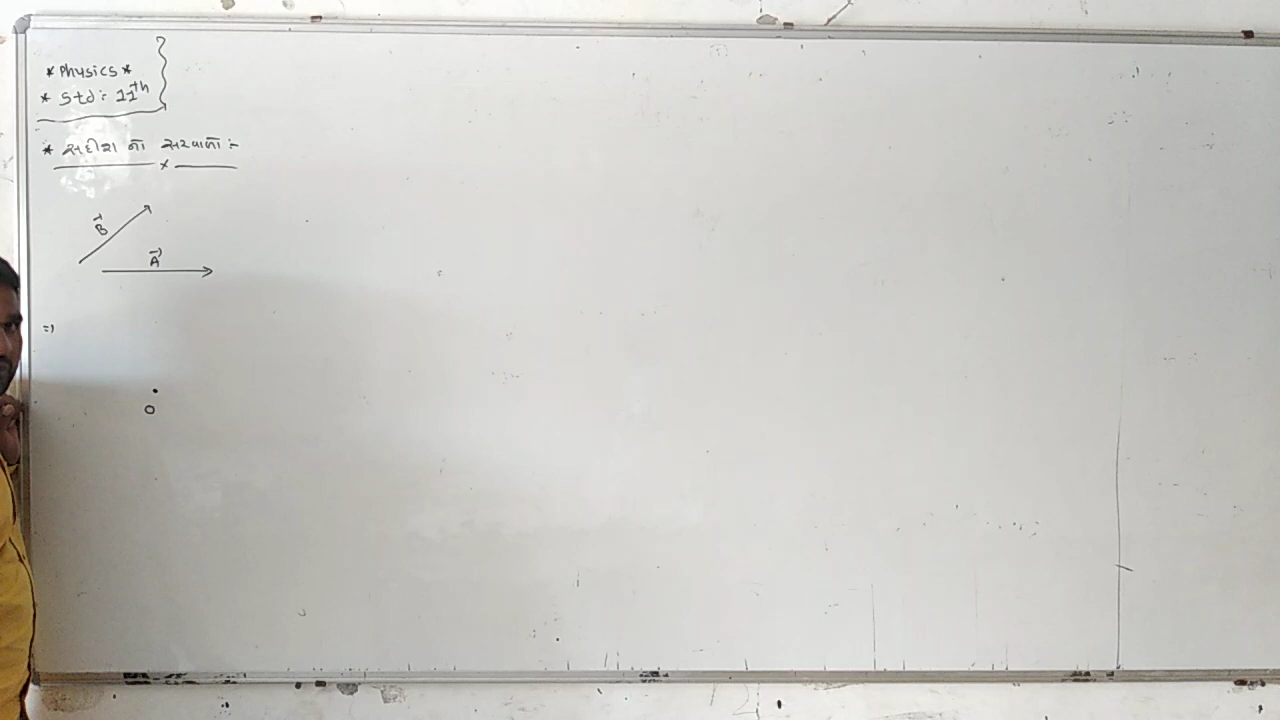 * Physics *
* Std: 11th
* સદીશ નો સરવાળો :-
B
A
=)
O